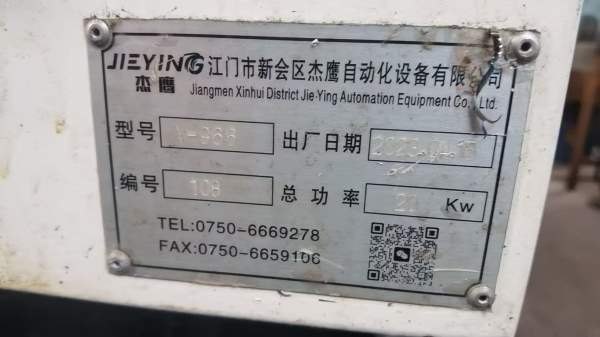 JIEYING 江门市新会区杰鹰自动化设备有限公司
杰鹰 Jiangmen Xinhui District Jie-Ying Automation Equipment Co., Ltd.
型号 出厂日期
编号 108 总功率 Kw
TEL:0750-6669278
FAX:0750-6659106